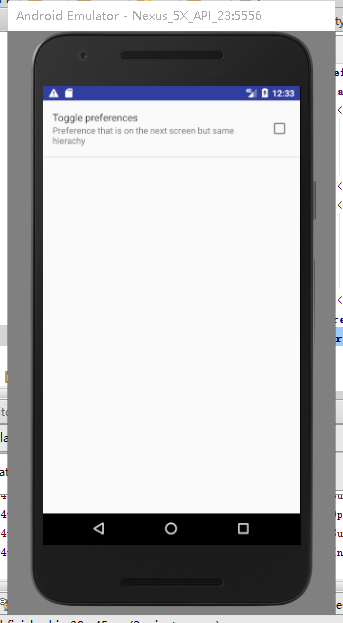 Android Emulator - Nexus_5X_API_23:5556
12:33
Toggle preferences
Preference that is on the next screen but same
hierachy